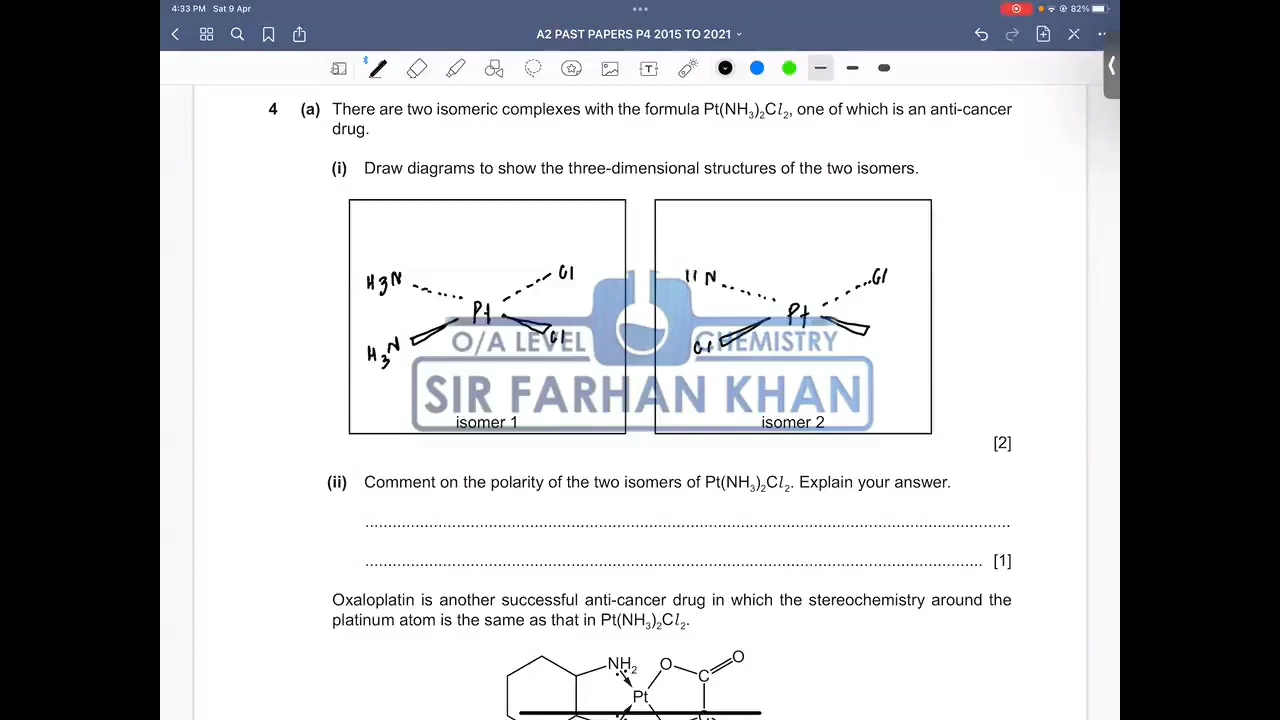 4:33 PM Sat 9 Apr
82%
A2 PAST PAPERS P4 2015 TO 2021
4 (a) There are two isomeric complexes with the formula Pt(NH₃)₂Cl₂, one of which is an anti-cancer
drug.
(i) Draw diagrams to show the three-dimensional structures of the two isomers.
H3N Cl
Pt
H3N Cl
N Cl
Pt
Cl
O/A LEVEL CHEMISTRY
SIR FARHAN KHAN
isomer 1 isomer 2
[2]
(ii) Comment on the polarity of the two isomers of Pt(NH₃)₂Cl₂. Explain your answer.
[1]
Oxaloplatin is another successful anti-cancer drug in which the stereochemistry around the
platinum atom is the same as that in Pt(NH₃)₂Cl₂.
NH₂ O C O
Pt